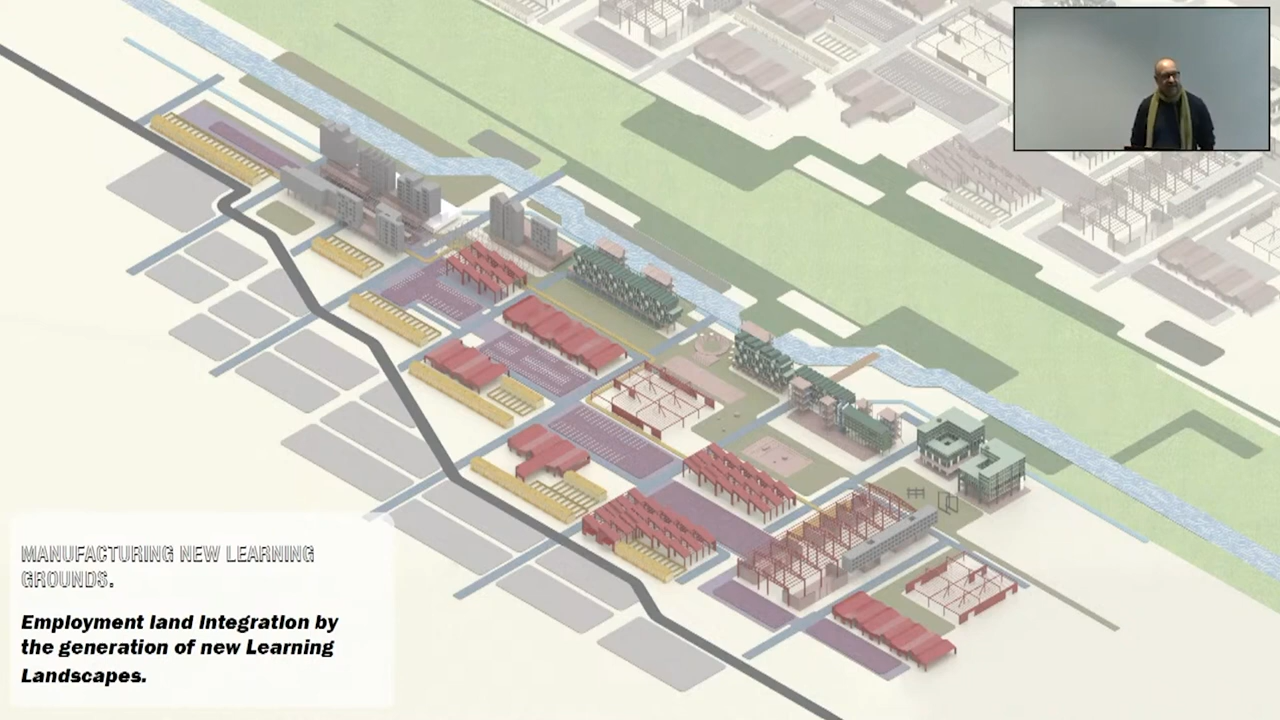 MANUFACTURING NEW LEARNING
GROUNDS.
Employment land integration by
the generation of new Learning
Landscapes.